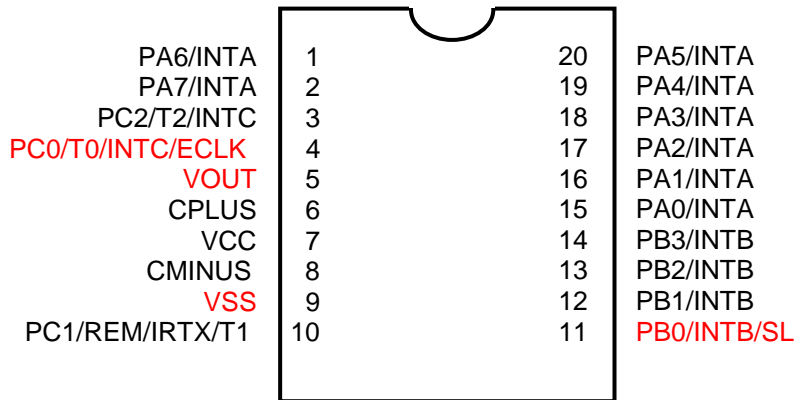 PA6/INTA 1 20 PA5/INTA
PA7/INTA 2 19 PA4/INTA
PC2/T2/INTC 3 18 PA3/INTA
PC0/T0/INTC/ECLK 4 17 PA2/INTA
VOUT 5 16 PA1/INTA
CPLUS 6 15 PA0/INTA
VCC 7 14 PB3/INTB
CMINUS 8 13 PB2/INTB
VSS 9 12 PB1/INTB
PC1/REM/IRTX/T1 10 11 PB0/INTB/SL